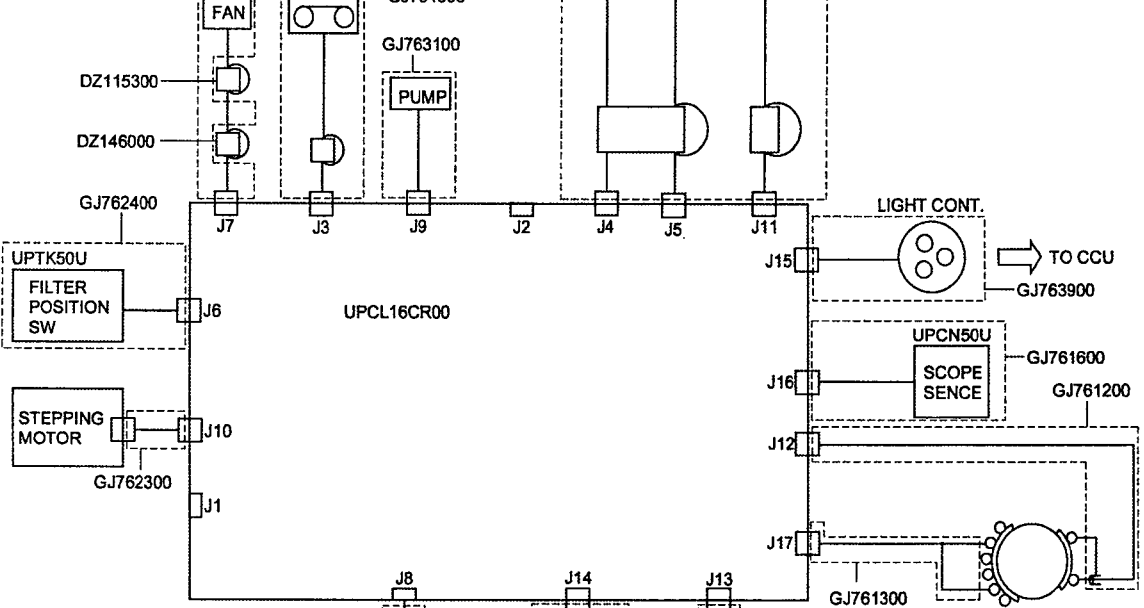 FAN
GJ763100
DZ115300
PUMP
DZ146000
GJ762400
J7
J3
J9
J2
J4
J5
J11
LIGHT CONT.
UPTK50U
FILTER
POSITION
SW
J6
UPCL16CR00
J15
TO CCU
GJ763900
UPCN50U
GJ761600
SCOPE
SENCE
J16
GJ761200
STEPPING
MOTOR
J10
J12
GJ762300
J1
J17
J8
J14
J13
GJ761300